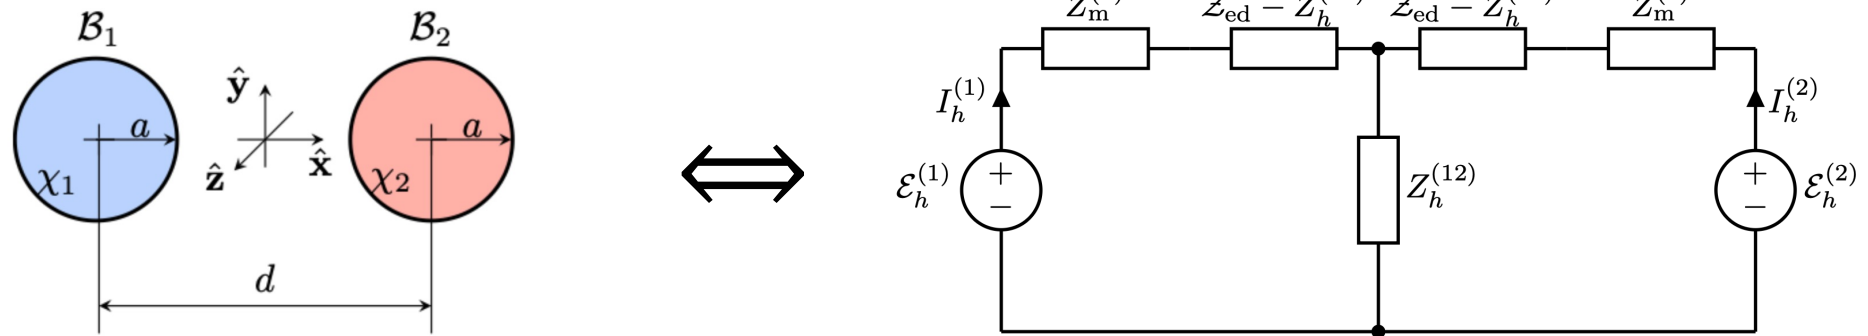 ℬ₁
ℬ₂
ŷ
a
a
x̂
ẑ
χ₁
χ₂
d
Z_m
𝒵_ed − Z_h
𝒵_ed − Z_h
Z_m
I_h^(1)
I_h^(2)
ℰ_h^(1)
+
−
Z_h^(12)
+
−
ℰ_h^(2)